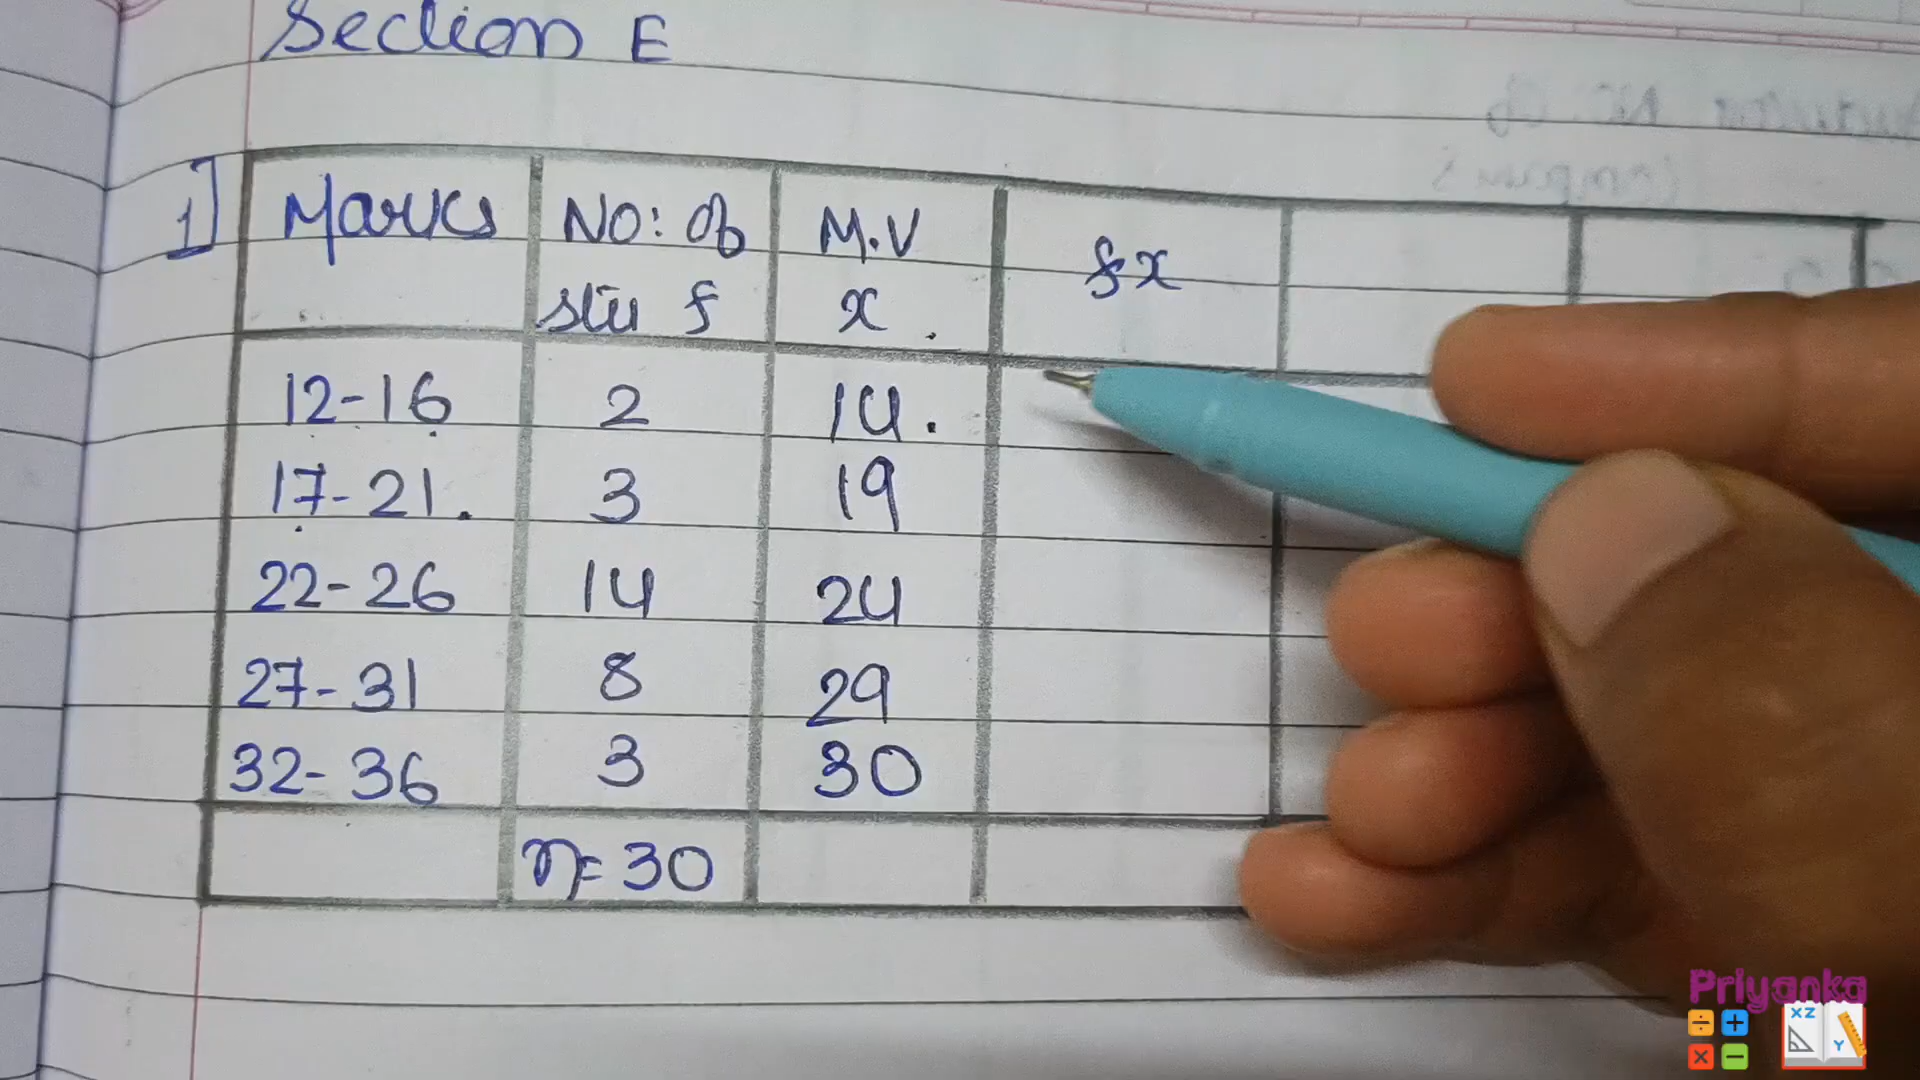 Section E
1] Marks No: of stu f M.V x fx
12-16 2 14.
17-21. 3 19
22-26 14 24
27-31 8 29
32-36 3 30
n= 30
Priyanka
XZ
Y